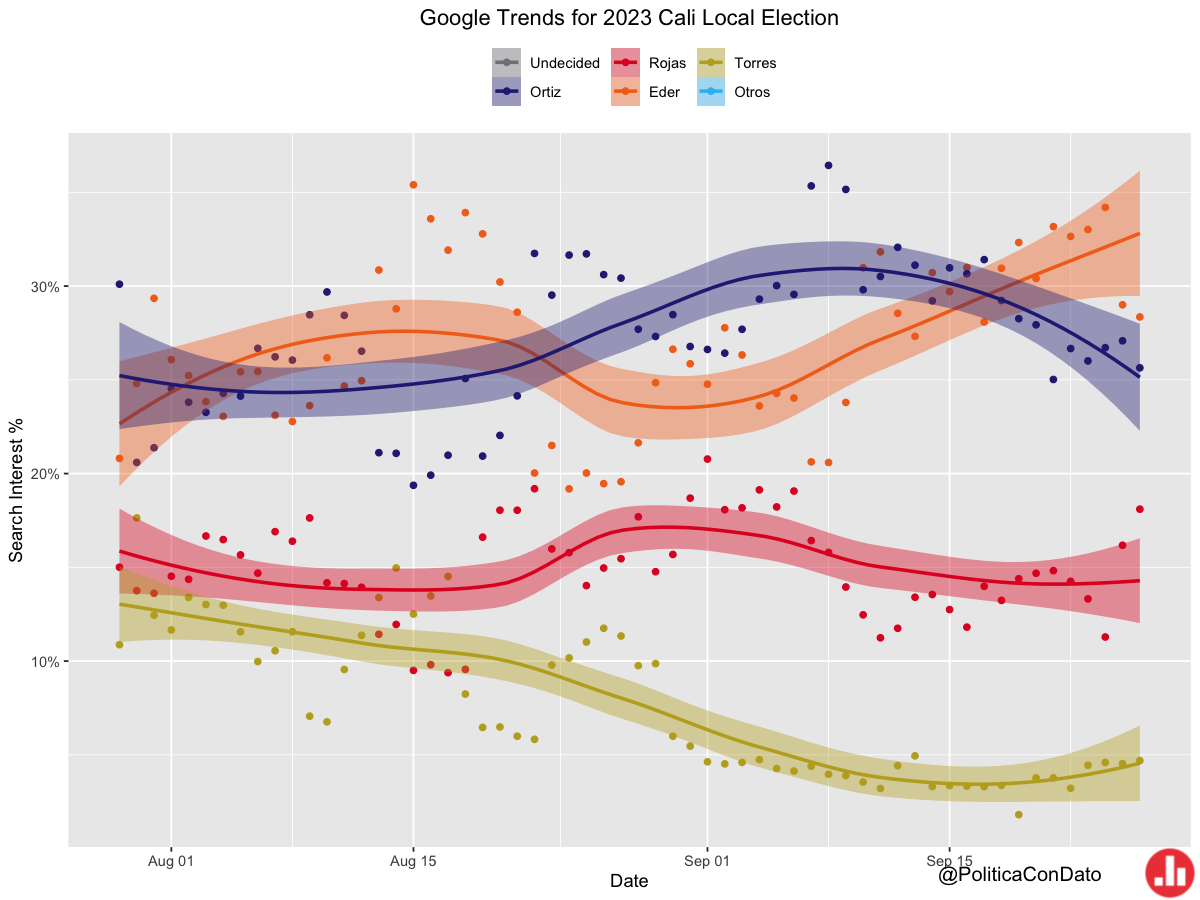 Google Trends for 2023 Cali Local Election
Undecided Rojas Torres
Ortiz Eder Otros
Search Interest %
30%
20%
10%
Aug 01 Aug 15 Sep 01 Sep 15
Date
@PoliticaConDato